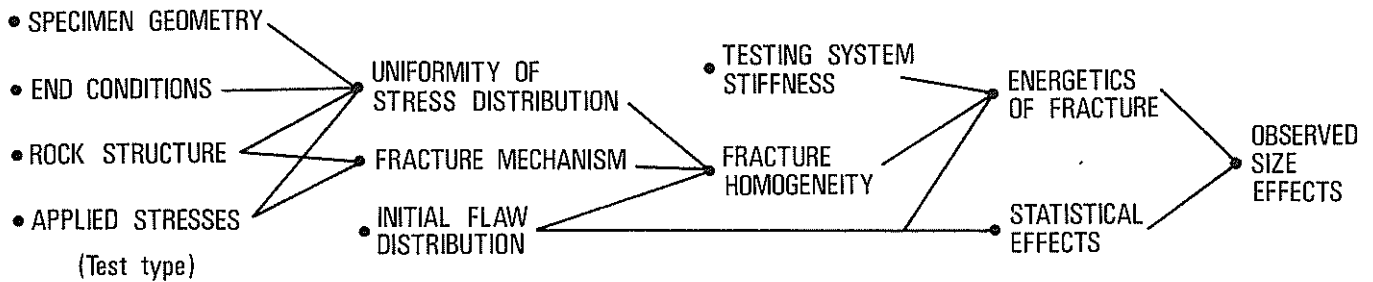 • SPECIMEN GEOMETRY
• END CONDITIONS
• ROCK STRUCTURE
• APPLIED STRESSES
(Test type)
UNIFORMITY OF
STRESS DISTRIBUTION
• FRACTURE MECHANISM
• INITIAL FLAW
DISTRIBUTION
• TESTING SYSTEM
STIFFNESS
FRACTURE
HOMOGENEITY
ENERGETICS
OF FRACTURE
STATISTICAL
EFFECTS
OBSERVED
SIZE
EFFECTS